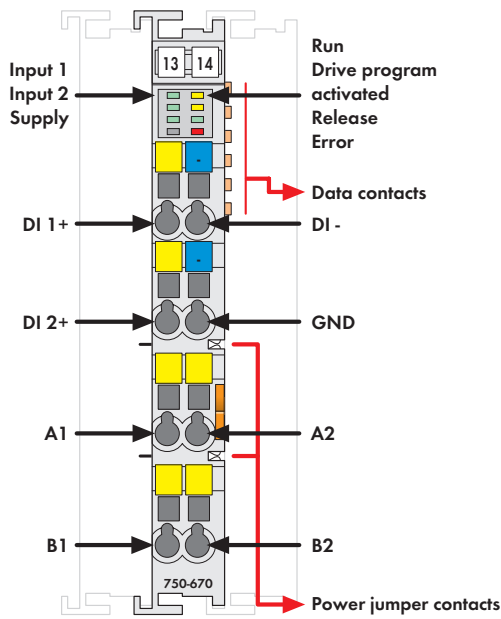 Run
Input 1
Drive program
Input 2
activated
Supply
Release
Error
13 14
- 
Data contacts
DI 1+
DI -
-
DI 2+
GND
A1
A2
B1
B2
750-670
Power jumper contacts